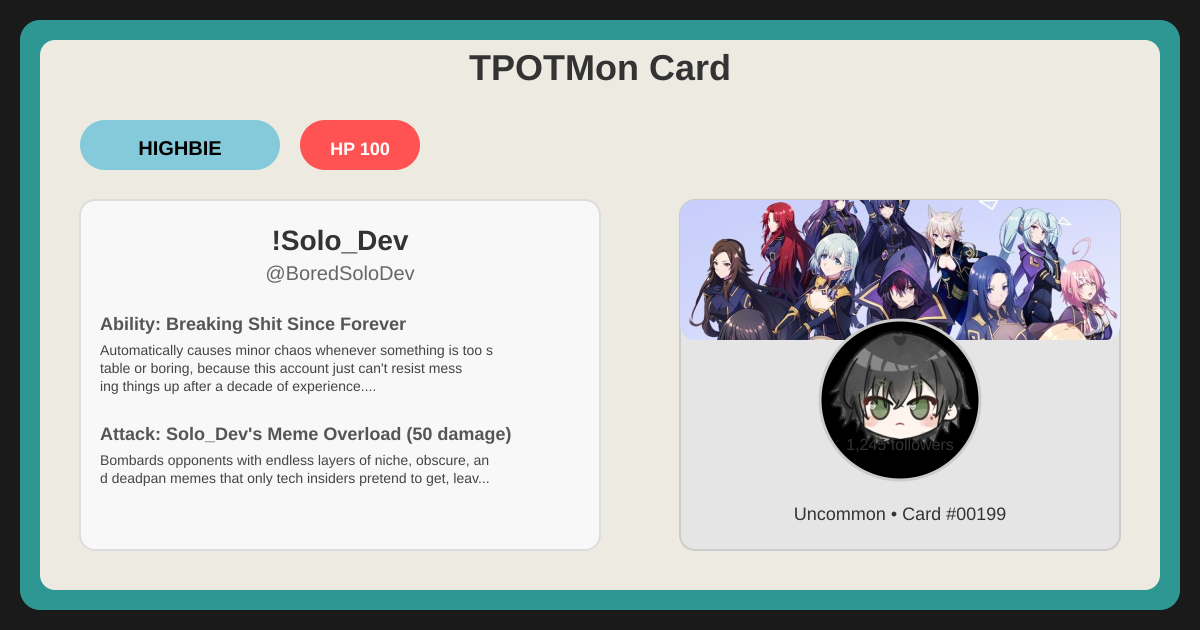 TPOTMon Card
HIGHBIE
HP 100
!Solo_Dev
@BoredSoloDev
Ability: Breaking Shit Since Forever
Automatically causes minor chaos whenever something is too s
table or boring, because this account just can't resist mess
ing things up after a decade of experience....
Attack: Solo_Dev's Meme Overload (50 damage)
Bombards opponents with endless layers of niche, obscure, an
d deadpan memes that only tech insiders pretend to get, leav...
1,245 followers
Uncommon • Card #00199